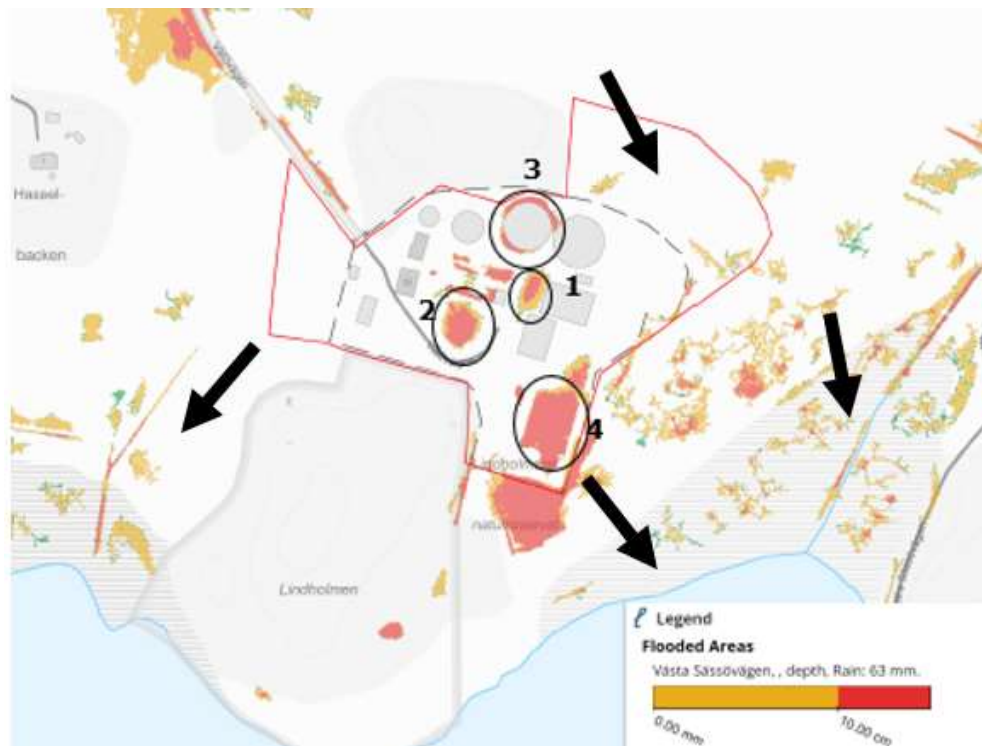 3
Hassel-
backen
1
2
4
Lindholmen
Legend
Flooded Areas
Västa Sässövägen, , depth, Rain: 63 mm.
0.00 mm
10.00 cm